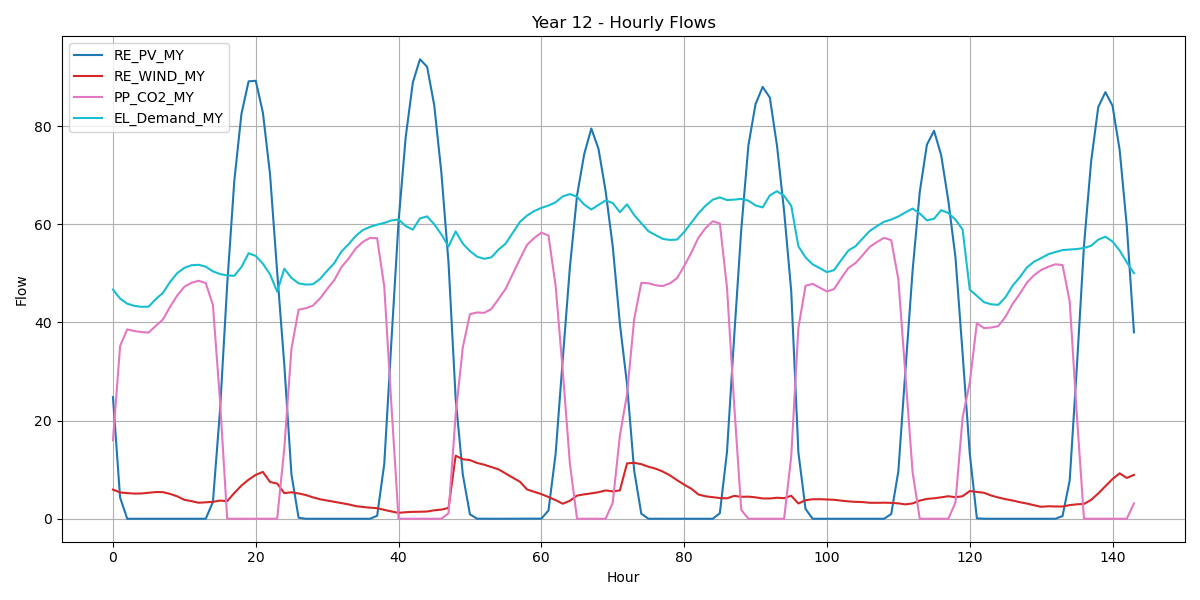 Year 12 - Hourly Flows
RE_PV_MY
RE_WIND_MY
PP_CO2_MY
EL_Demand_MY
Flow
80
60
40
20
0
0 20 40 60 80 100 120 140
Hour